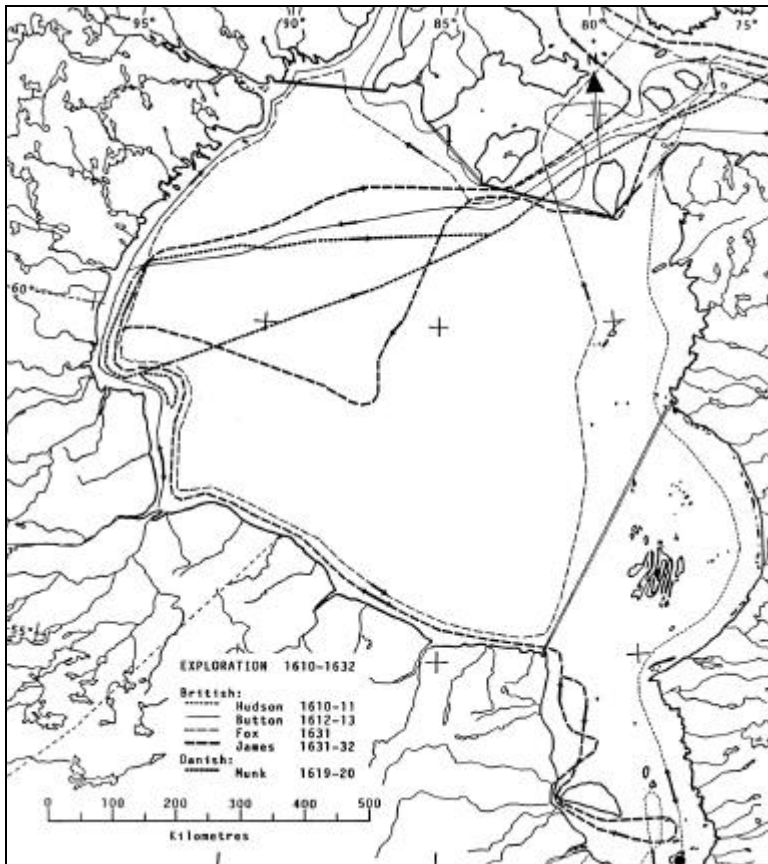 95° 90° 85° 80° 75°
N
60°
55°
EXPLORATION 1610-1632
British:
Hudson 1610-11
Button 1612-13
Fox 1631
James 1631-32
Danish:
Munk 1619-20
0 100 200 300 400 500
Kilometres